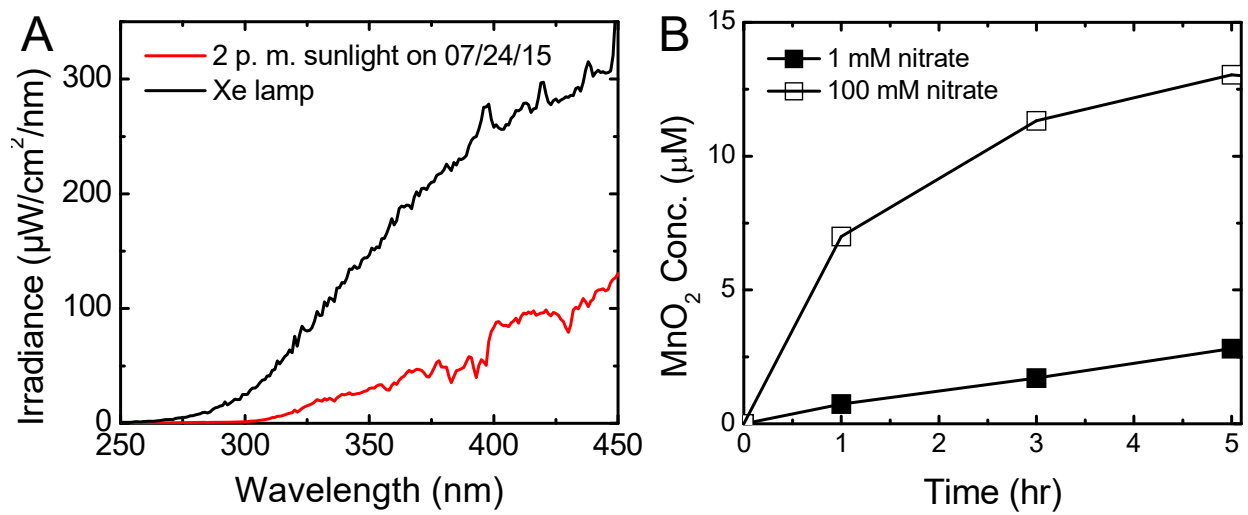 A
2 p. m. sunlight on 07/24/15
Xe lamp
300
200
100
0
250
300
350
400
450
Irradiance (µW/cm²/nm)
Wavelength (nm)
B
1 mM nitrate
100 mM nitrate
15
10
5
0
0
1
2
3
4
5
MnO₂ Conc. (µM)
Time (hr)